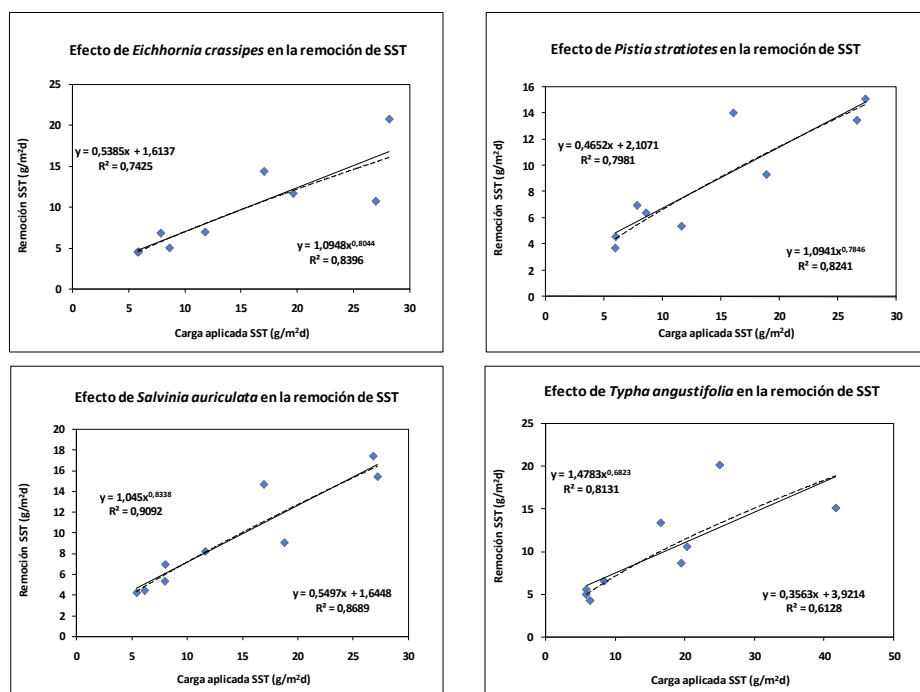 Efecto de Eichhornia crassipes en la remoción de SST
Remoción SST (g/m²d)
25
20
15
10
5
0
y = 0,5385x + 1,6137
R² = 0,7425
y = 1,0948x^0,8044
R² = 0,8396
0 5 10 15 20 25 30
Carga aplicada SST (g/m²d)
Efecto de Pistia stratiotes en la remoción de SST
Remoción SST (g/m²d)
16
14
12
10
8
6
4
2
0
y = 0,4652x + 2,1071
R² = 0,7981
y = 1,0941x^0,7846
R² = 0,8241
0 5 10 15 20 25 30
Carga aplicada SST (g/m²d)
Efecto de Salvinia auriculata en la remoción de SST
Remoción SST (g/m²d)
20
18
16
14
12
10
8
6
4
2
0
y = 1,045x^0,8338
R² = 0,9092
y = 0,5497x + 1,6448
R² = 0,8689
0 5 10 15 20 25 30
Carga aplicada SST (g/m²d)
Efecto de Typha angustifolia en la remoción de SST
Remoción SST (g/m²d)
25
20
15
10
5
0
y = 1,4783x^0,6823
R² = 0,8131
y = 0,3563x + 3,9214
R² = 0,6128
0 10 20 30 40 50
Carga aplicada SST (g/m²d)